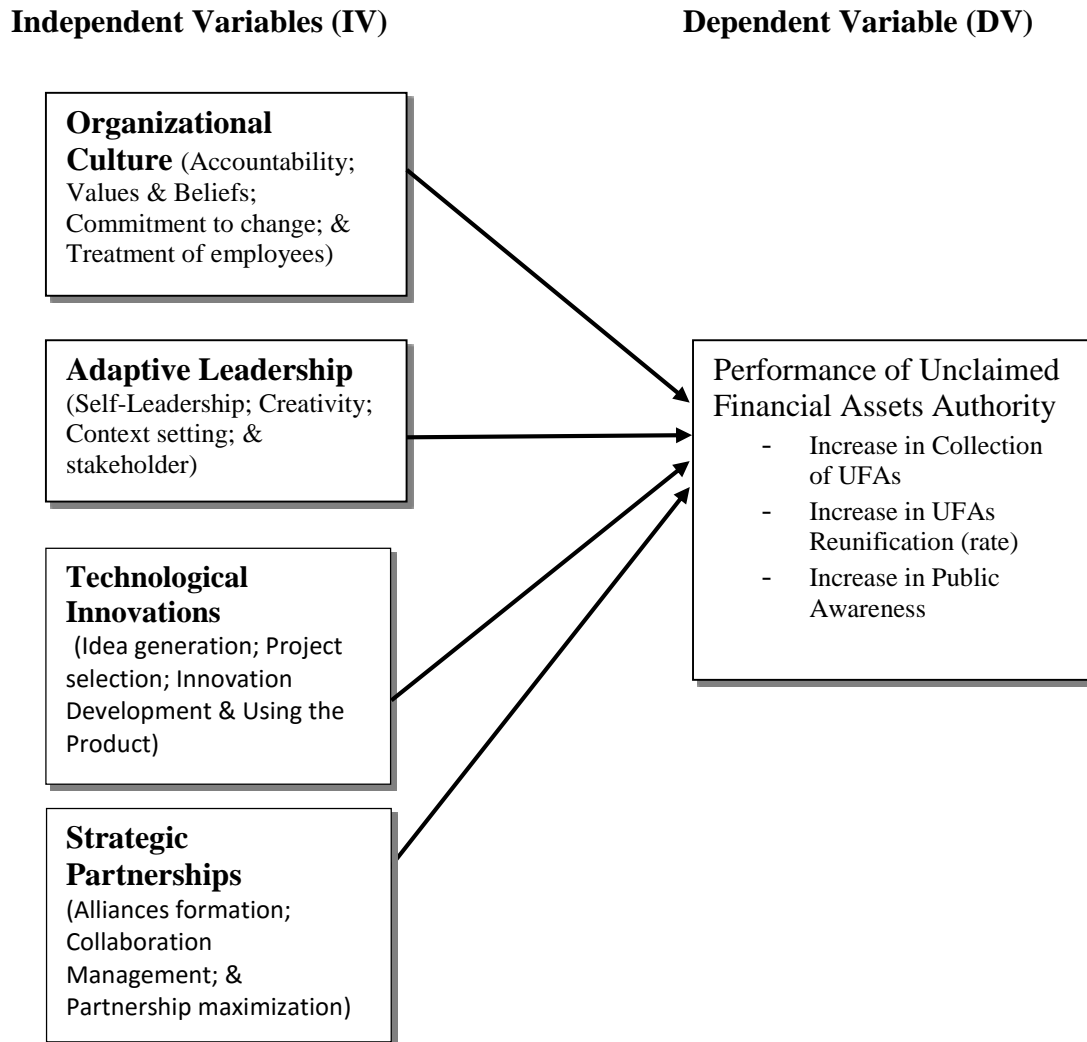 Independent Variables (IV)
Dependent Variable (DV)
Organizational
Culture (Accountability;
Values & Beliefs;
Commitment to change; &
Treatment of employees)
Adaptive Leadership
(Self-Leadership; Creativity;
Context setting; &
stakeholder)
Technological
Innovations
(Idea generation; Project
selection; Innovation
Development & Using the
Product)
Strategic
Partnerships
(Alliances formation;
Collaboration
Management; &
Partnership maximization)
Performance of Unclaimed
Financial Assets Authority
- Increase in Collection
of UFAs
- Increase in UFAs
Reunification (rate)
- Increase in Public
Awareness